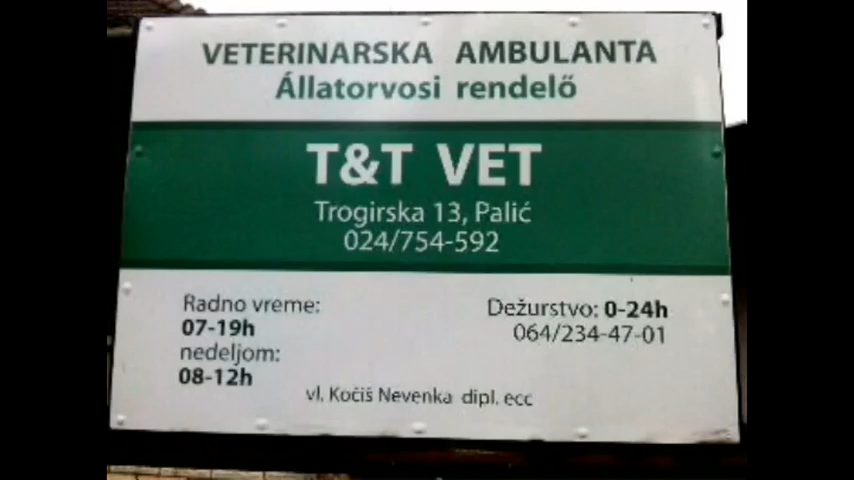 VETERINARSKA AMBULANTA
Állatorvosi rendelő
T&T VET
Trogirska 13, Palić
024/754-592
Radno vreme:
07-19h
nedeljom:
08-12h
Dežurstvo: 0-24h
064/234-47-01
vl. Kočiš Nevenka dipl. ecc